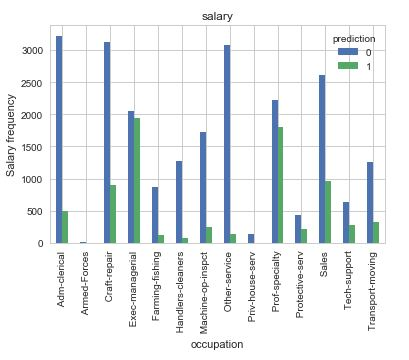 salary
prediction
0
1
Salary frequency
3000
2500
2000
1500
1000
500
0
Adm-clerical
Armed-Forces
Craft-repair
Exec-managerial
Farming-fishing
Handlers-cleaners
Machine-op-inspct
Other-service
Priv-house-serv
Prof-specialty
Protective-serv
Sales
Tech-support
Transport-moving
occupation